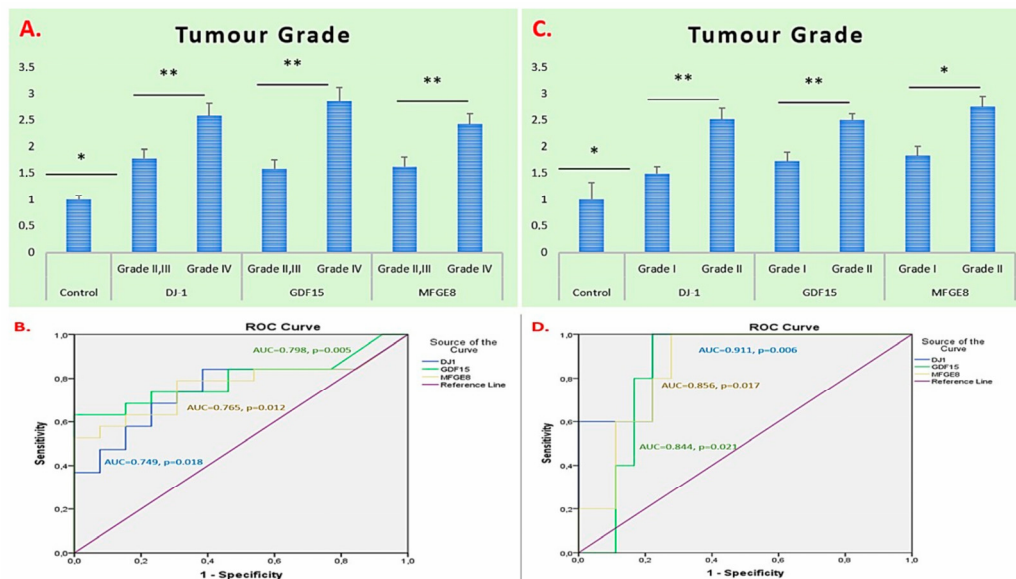 A.
Tumour Grade
3.5
3
2.5
2
1.5
1
0.5
0
*
**
**
**
Grade II,III Grade IV Grade II,III Grade IV Grade II,III Grade IV
Control DJ-1 GDF15 MFGE8
C.
Tumour Grade
3.5
3
2.5
2
1.5
1
0.5
0
*
**
**
*
Grade I Grade II Grade I Grade II Grade I Grade II
Control DJ-1 GDF15 MFGE8
B.
ROC Curve
Sensitivity
1,0
0,8
0,6
0,4
0,2
0,0
AUC=0.798, p=0.005
AUC=0.765, p=0.012
AUC=0.749, p=0.018
0,0 0,2 0,4 0,6 0,8 1,0
1 - Specificity
Source of the
Curve
DJ1
GDF15
MFGE8
Reference Line
D.
ROC Curve
Sensitivity
1,0
0,8
0,6
0,4
0,2
0,0
AUC=0.911, p=0.006
AUC=0.856, p=0.017
AUC=0.844, p=0.021
0,0 0,2 0,4 0,6 0,8 1,0
1 - Specificity
Source of the
Curve
DJ1
GDF15
MFGE8
Reference Line